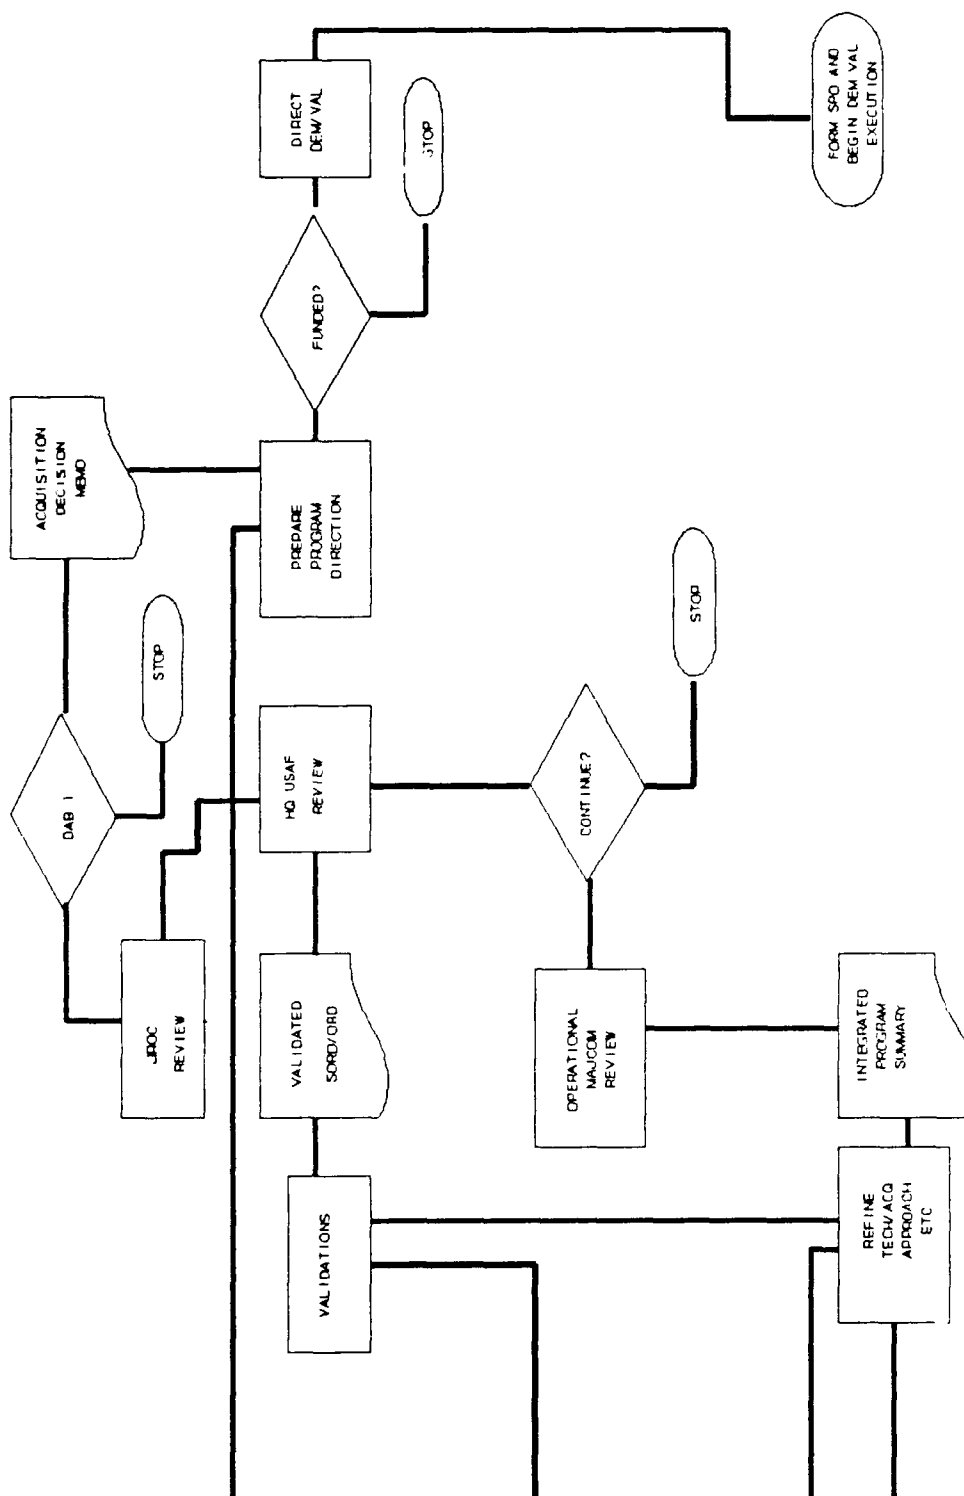 ACQUISITION
DECISION
MEMO
DAB I
STOP
JROC
REVIEW
DIRECT
DEM/VAL
FUNDED?
STOP
PREPARE
PROGRAM
DIRECTION
HQ USAF
REVIEW
VALIDATED
SORD/ORD
VALIDATIONS
STOP
CONTINUE?
OPERATIONAL
MAJCOM
REVIEW
FORM SPO AND
BEGIN DEM VAL
EXECUTION
INTEGRATED
PROGRAM
SUMMARY
REFINE
TECH/ACQ
APPROACH
ETC